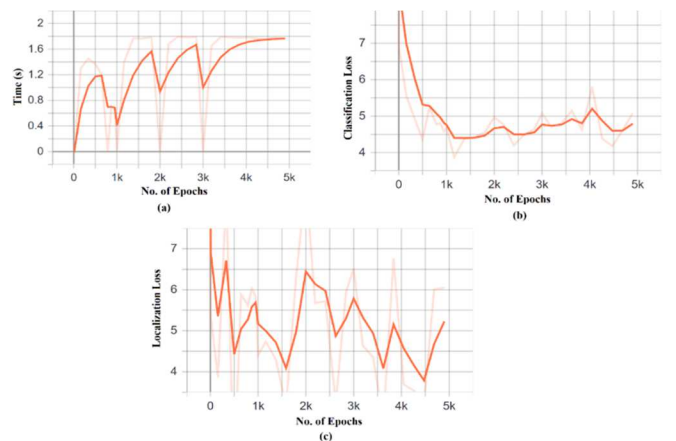 2
1.6
1.2
0.8
0.4
0
Time (s)
0 1k 2k 3k 4k 5k
No. of Epochs
(a)
7
6
5
4
Classification Loss
0 1k 2k 3k 4k 5k
No. of Epochs
(b)
7
6
5
4
Localization Loss
0 1k 2k 3k 4k 5k
No. of Epochs
(c)